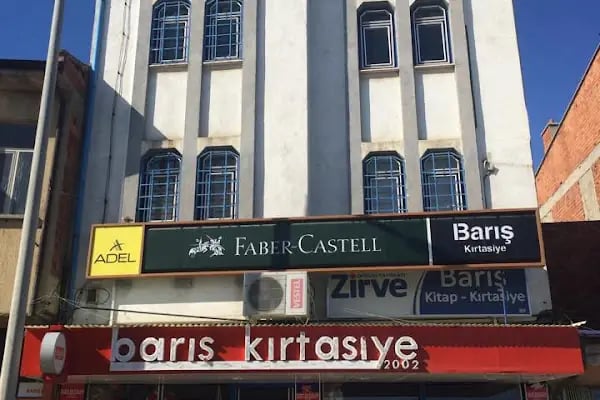 ADEL
FABER-CASTELL
Barış
Kırtasiye
Zirve
Barış
Kitap - Kırtasiye
VESTEL
barış kırtasiye
2002